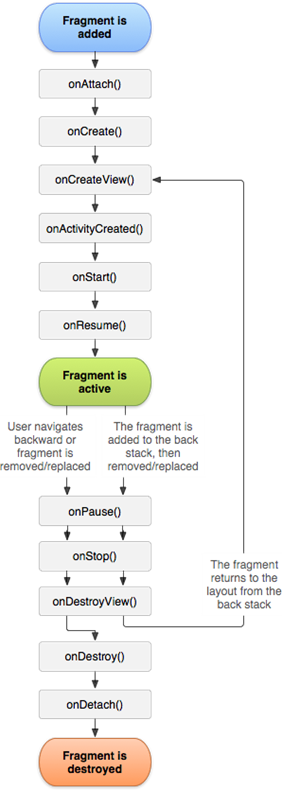 Fragment is
added
onAttach()
onCreate()
onCreateView()
onActivityCreated()
onStart()
onResume()
Fragment is
active
User navigates
backward or
fragment is
removed/replaced
The fragment is
added to the back
stack, then
removed/replaced
onPause()
onStop()
onDestroyView()
The fragment
returns to the
layout from the
back stack
onDestroy()
onDetach()
Fragment is
destroyed